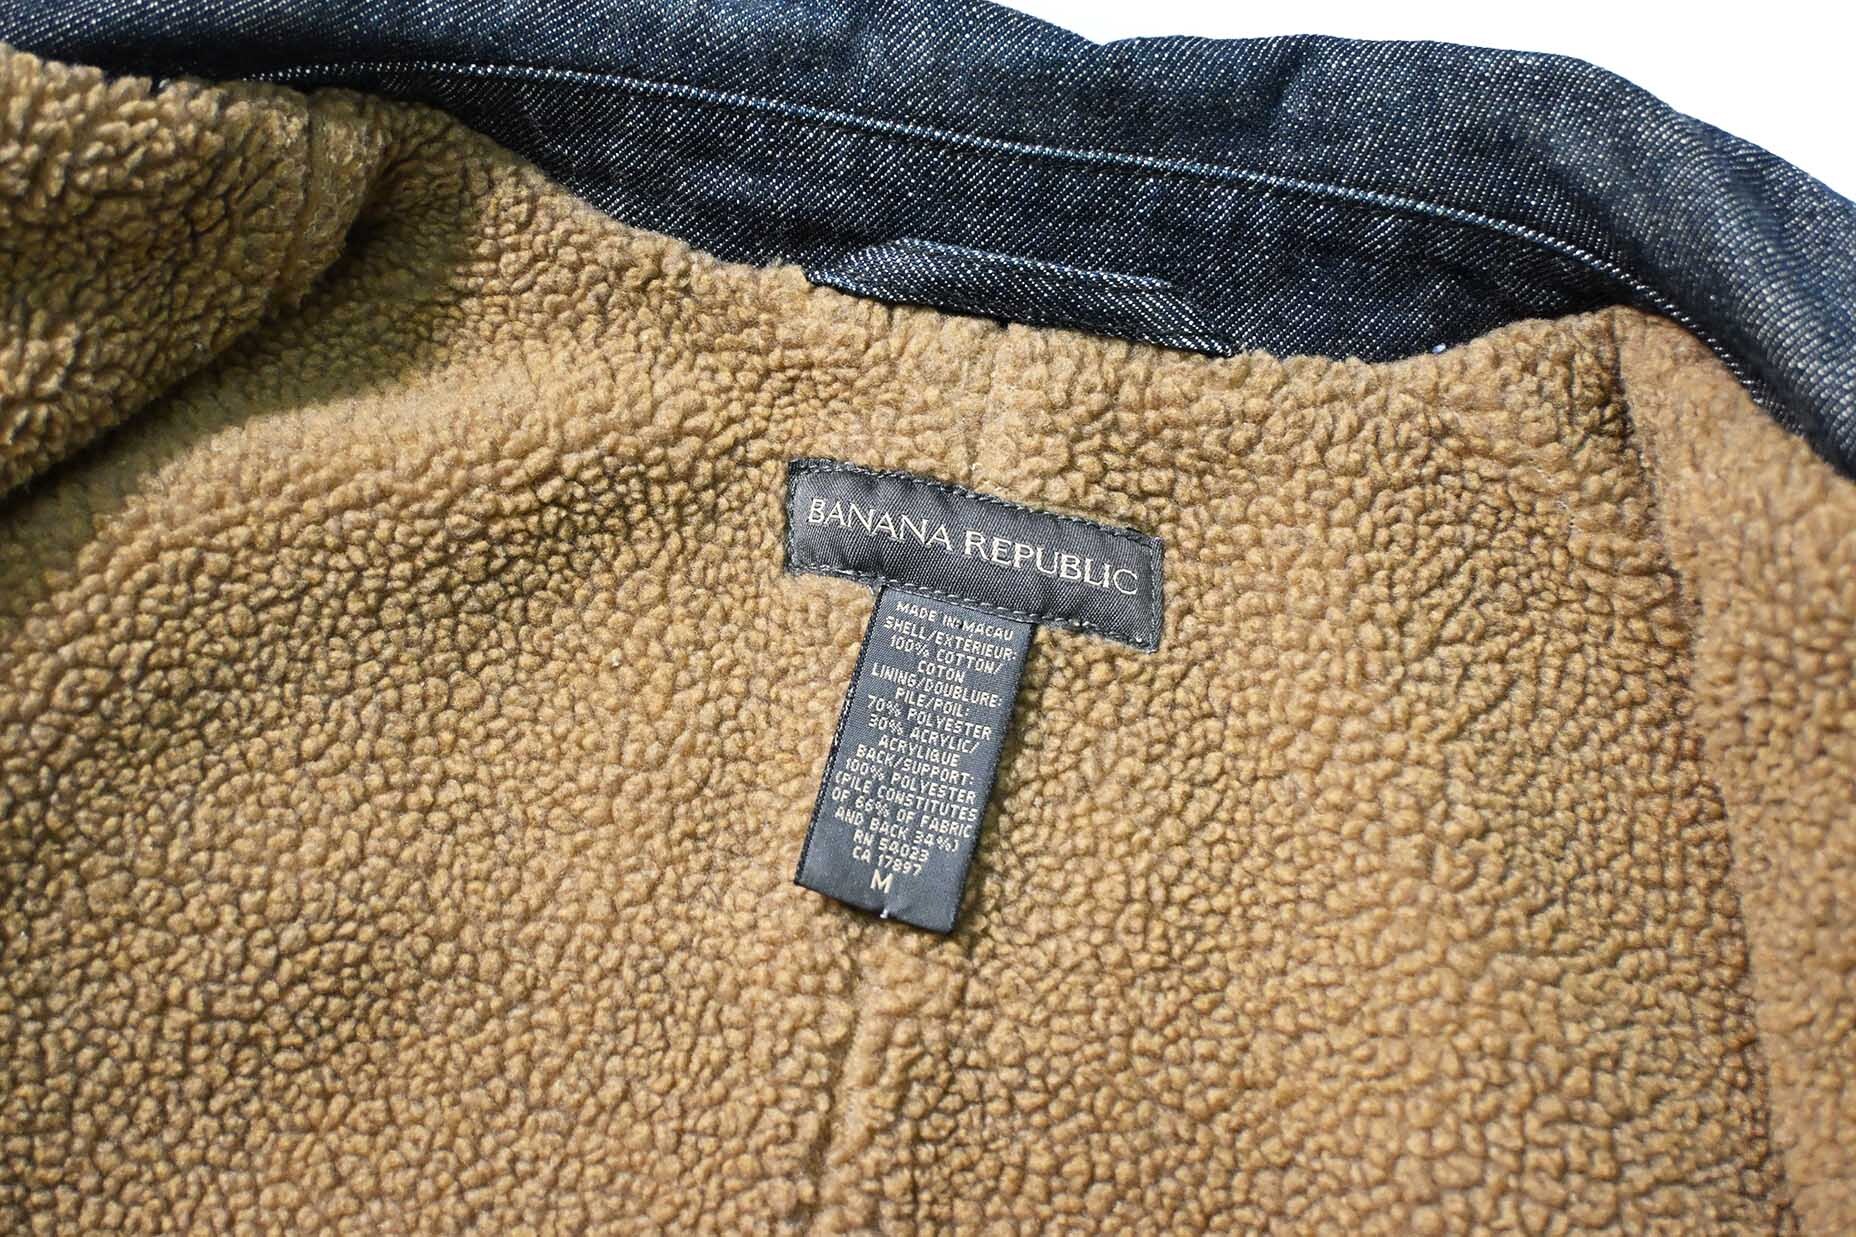 BANANA REPUBLIC
MADE IN MACAU
SHELL/EXTERIEUR:
100% COTTON/
COTON
LINING/DOUBLURE:
PILE/POIL:
70% POLYESTER
30% ACRYLIC/
ACRYLIQUE
BACK/SUPPORT:
100% POLYESTER
(PILE CONSTITUTES
OF 66% OF FABRIC
AND BACK 34%)
RN 54023
CA 17897
M